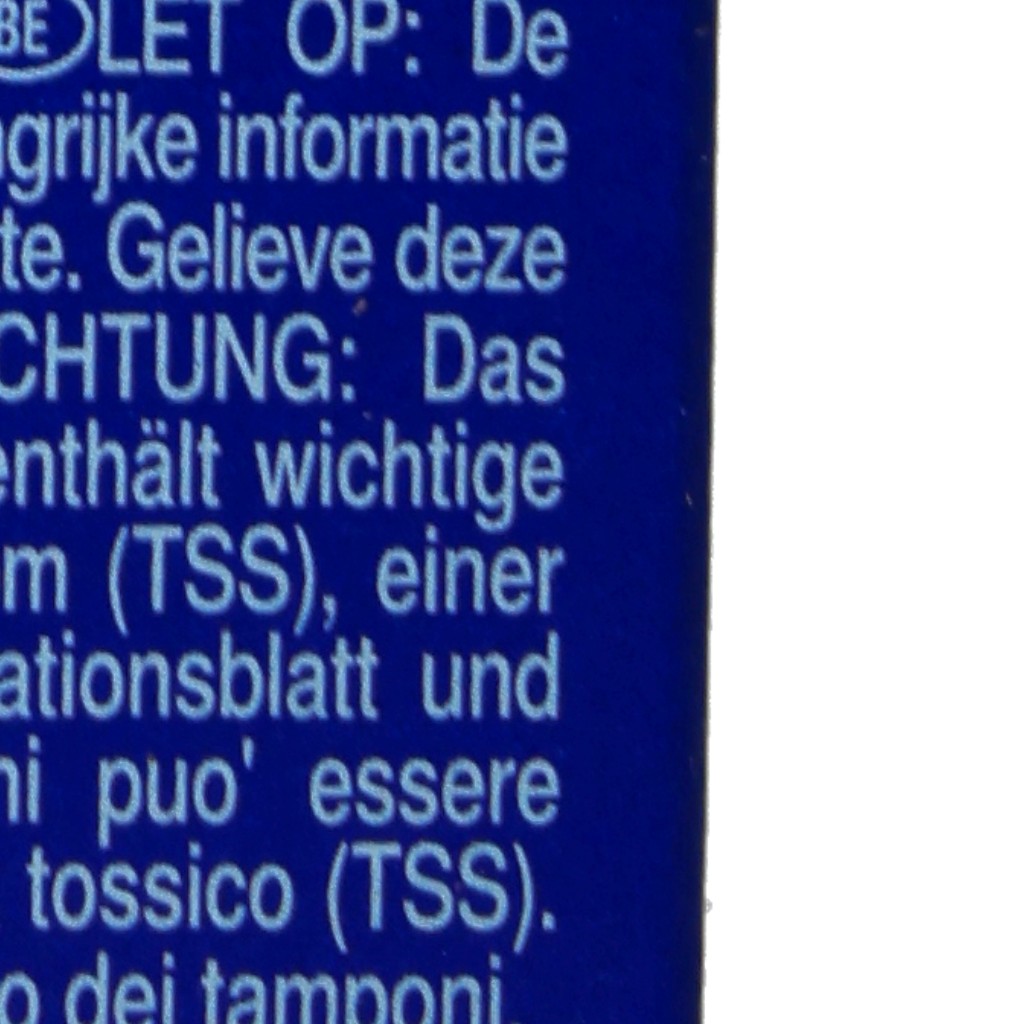 BE LET OP: De
ngrijke informatie
te. Gelieve deze
CHTUNG: Das
enthält wichtige
m (TSS), einer
ationsblatt und
ni puo' essere
tossico (TSS).
o dei tamponi.